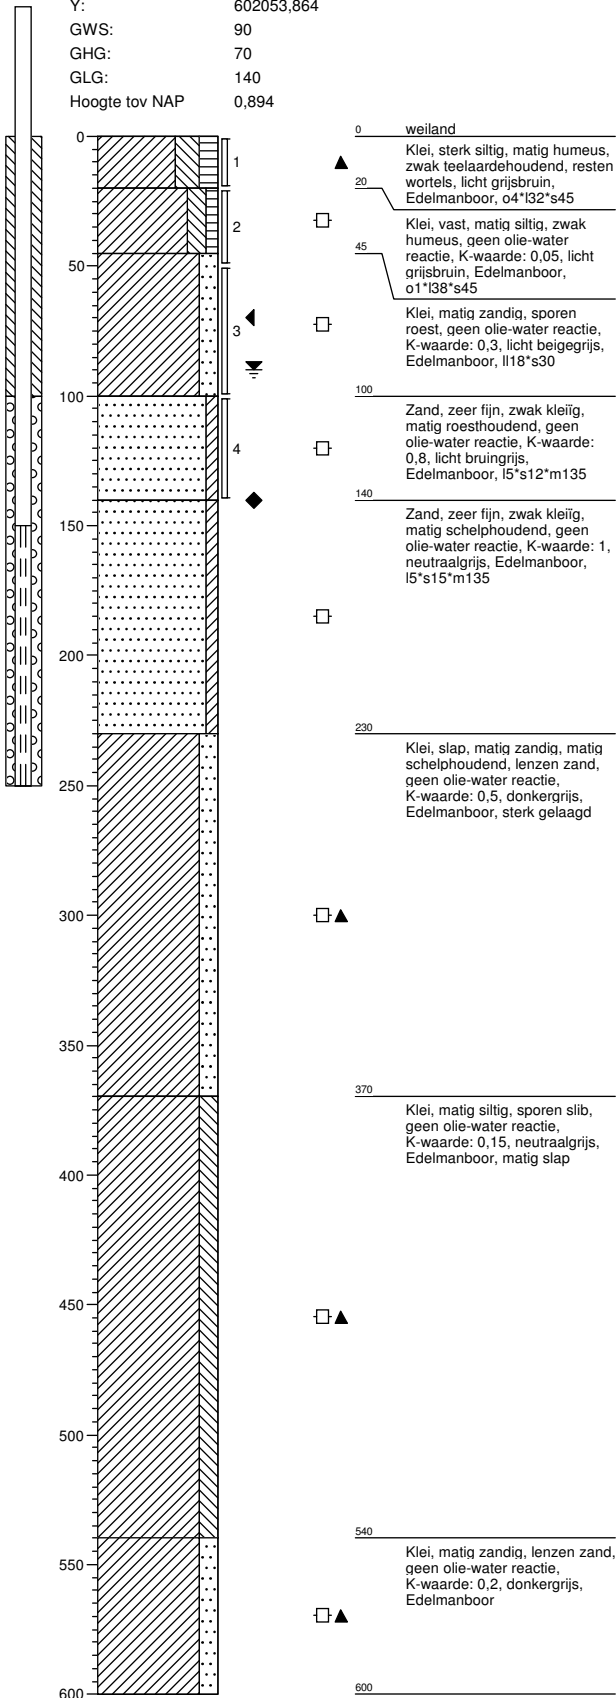 Y: 602053,864
GWS: 90
GHG: 70
GLG: 140
Hoogte tov NAP 0,894
0
50
100
150
200
250
300
350
400
450
500
550
600
1
2
3
4
0 weiland
Klei, sterk siltig, matig humeus,
zwak teelaardehoudend, resten
wortels, licht grijsbruin,
Edelmanboor, o4*l32*s45
20
Klei, vast, matig siltig, zwak
humeus, geen olie-water
reactie, K-waarde: 0,05, licht
grijsbruin, Edelmanboor,
o1*l38*s45
45
Klei, matig zandig, sporen
roest, geen olie-water reactie,
K-waarde: 0,3, licht beigegrijs,
Edelmanboor, ll18*s30
100
Zand, zeer fijn, zwak kleiïg,
matig roesthoudend, geen
olie-water reactie, K-waarde:
0,8, licht bruingrijs,
Edelmanboor, l5*s12*m135
140
Zand, zeer fijn, zwak kleiïg,
matig schelphoudend, geen
olie-water reactie, K-waarde: 1,
neutraalgrijs, Edelmanboor,
l5*s15*m135
230
Klei, slap, matig zandig, matig
schelphoudend, lenzen zand,
geen olie-water reactie,
K-waarde: 0,5, donkergrijs,
Edelmanboor, sterk gelaagd
370
Klei, matig siltig, sporen slib,
geen olie-water reactie,
K-waarde: 0,15, neutraalgrijs,
Edelmanboor, matig slap
540
Klei, matig zandig, lenzen zand,
geen olie-water reactie,
K-waarde: 0,2, donkergrijs,
Edelmanboor
600